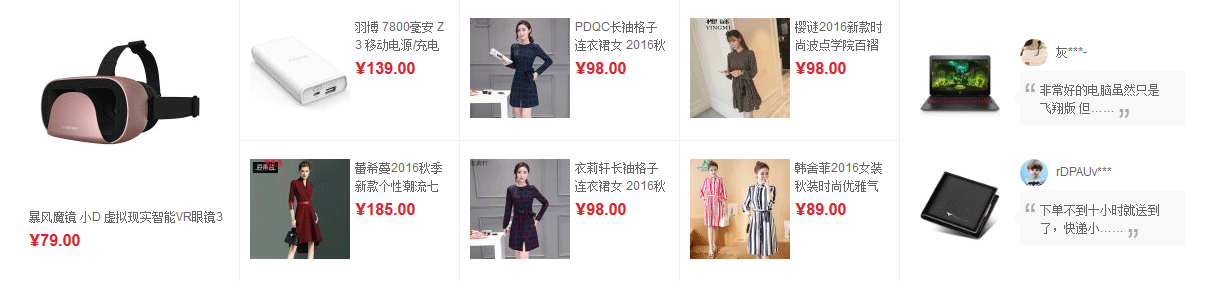 暴风魔镜 小D 虚拟现实智能VR眼镜3
¥79.00
羽博 7800毫安 Z
3 移动电源/充电
¥139.00
PDQC长袖格子
连衣裙女 2016秋
¥98.00
YINGMI
樱谜2016新款时
尚波点学院百褶
¥98.00
蕾希蔓2016秋季
新款个性潮流七
¥185.00
衣莉轩长袖格子
连衣裙女 2016秋
¥98.00
韩舍菲2016女装
秋装时尚优雅气
¥89.00
灰***-
“ 非常好的电脑虽然只是
飞翔版 但…… ”
rDPAUv***
“ 下单不到十小时就送到
了，快递小…… ”